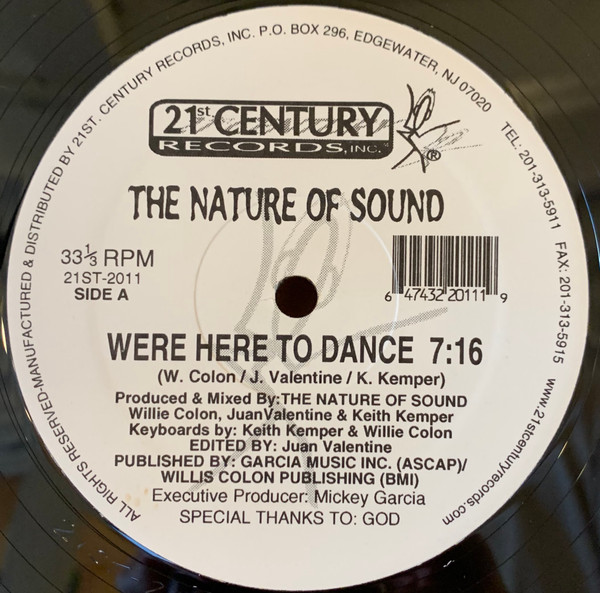 ALL RIGHTS RESERVED-MANUFACTURED & DISTRIBUTED BY 21ST. CENTURY RECORDS, INC. P.O. BOX 296, EDGEWATER, NJ 07020 TEL: 201-313-5911 FAX: 201-313-5915 www.21stcenturyrecords.com
21st. CENTURY
RECORDS, INC.
®
THE NATURE OF SOUND
33⅓ RPM
21ST-2011
SIDE A
6 47432 20111 9
WERE HERE TO DANCE 7:16
(W. Colon / J. Valentine / K. Kemper)
Produced & Mixed By:THE NATURE OF SOUND
Willie Colon, JuanValentine & Keith Kemper
Keyboards by: Keith Kemper & Willie Colon
EDITED BY: Juan Valentine
PUBLISHED BY: GARCIA MUSIC INC. (ASCAP)/
WILLIS COLON PUBLISHING (BMI)
Executive Producer: Mickey Garcia
SPECIAL THANKS TO: GOD